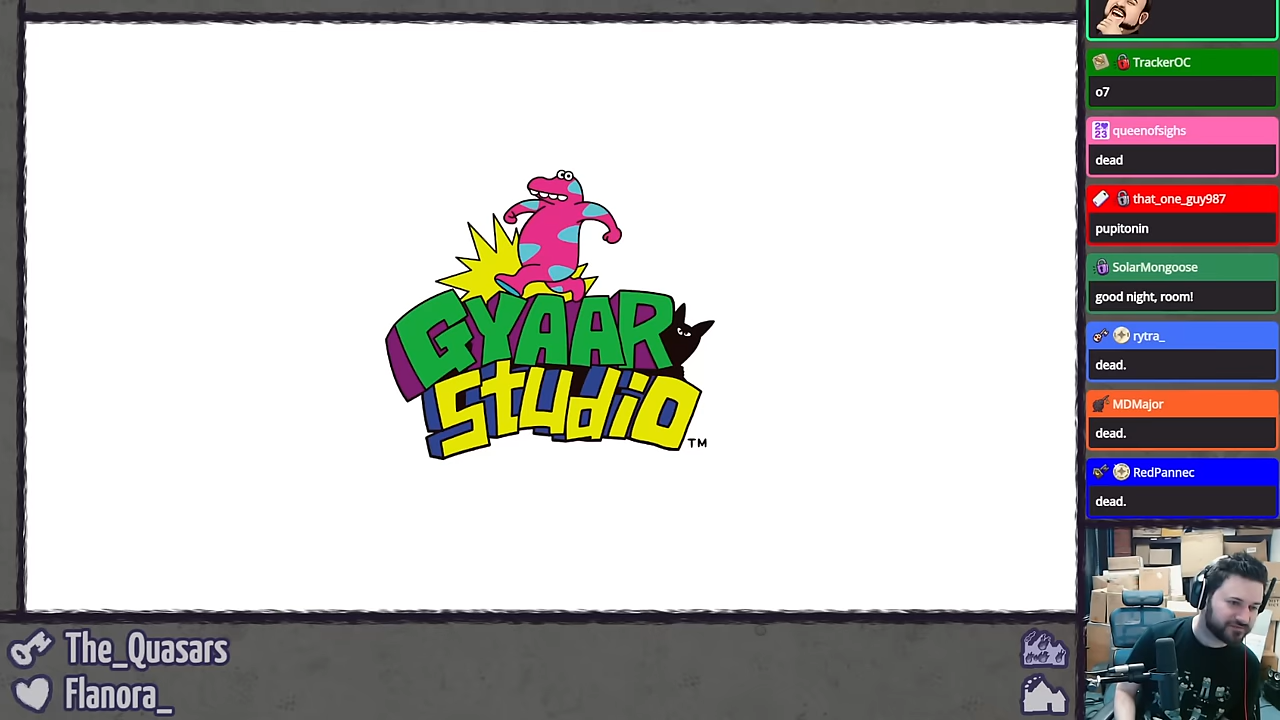 GYAAR
Studio
TM
TrackerOC
o7
queenofsighs
dead
that_one_guy987
pupitonin
SolarMongoose
good night, room!
rytra_
dead.
MDMajor
dead.
RedPannec
dead.
The_Quasars
Flanora_